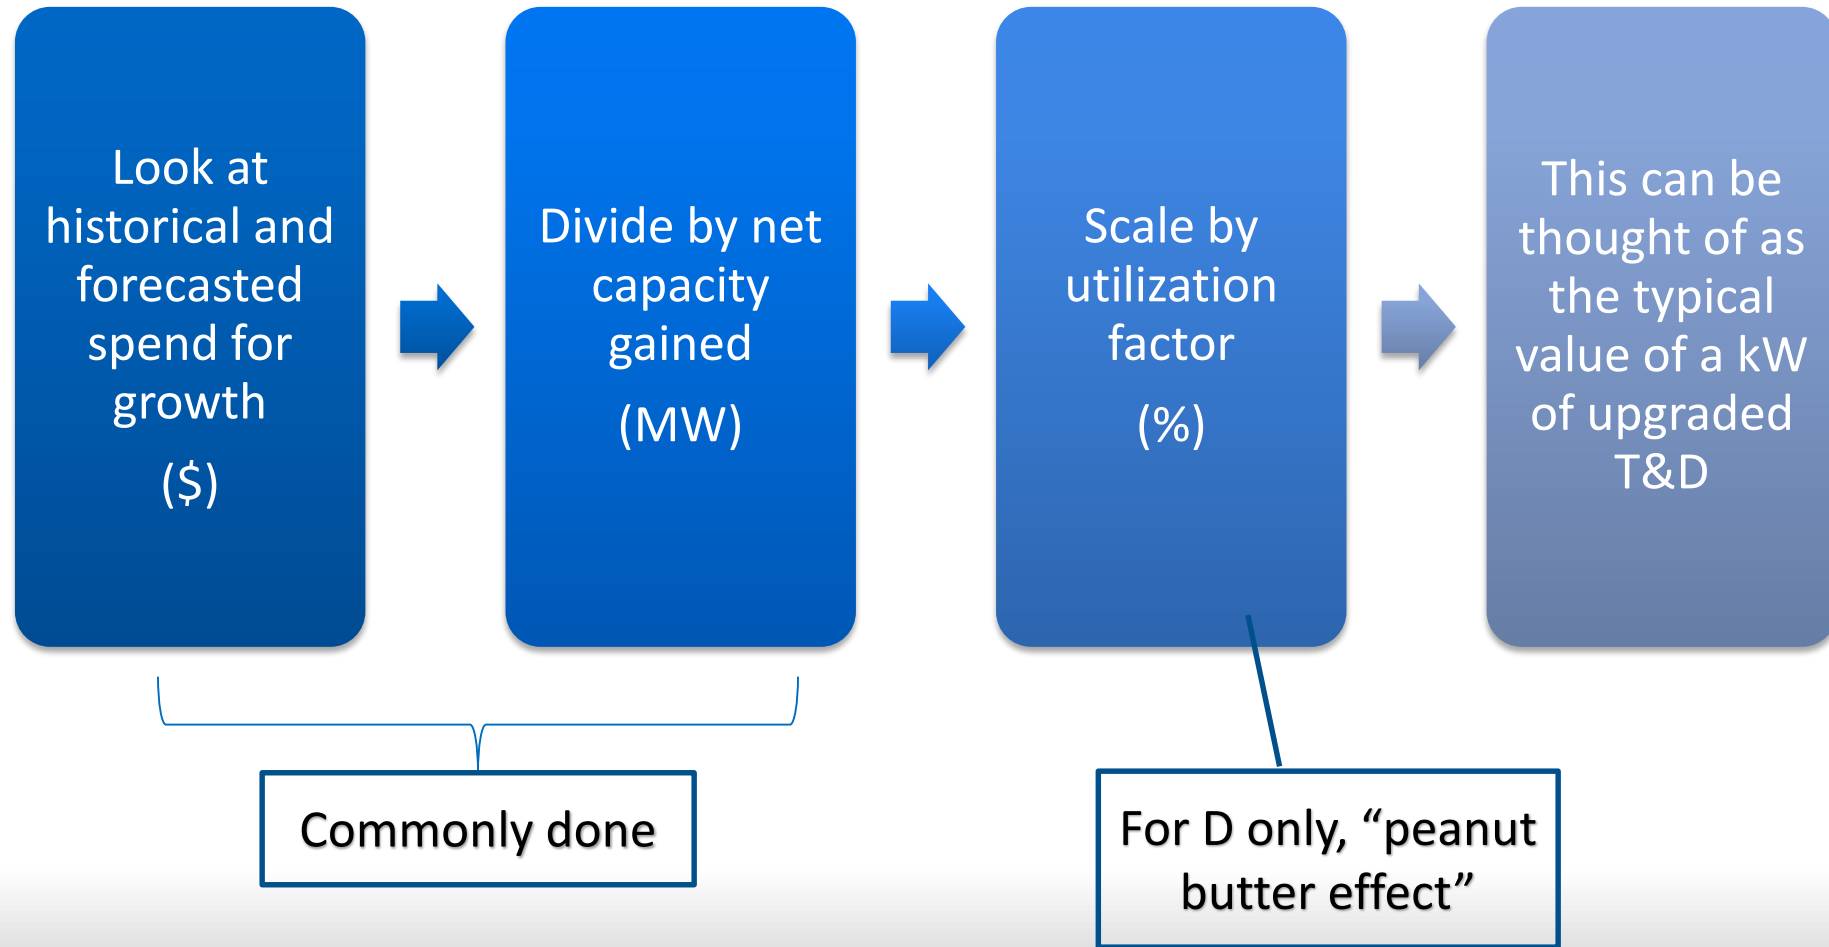 Look at
historical and
forecasted
spend for
growth
($)
Divide by net
capacity
gained
(MW)
Scale by
utilization
factor
(%)
This can be
thought of as
the typical
value of a kW
of upgraded
T&D
Commonly done
For D only, “peanut
butter effect”